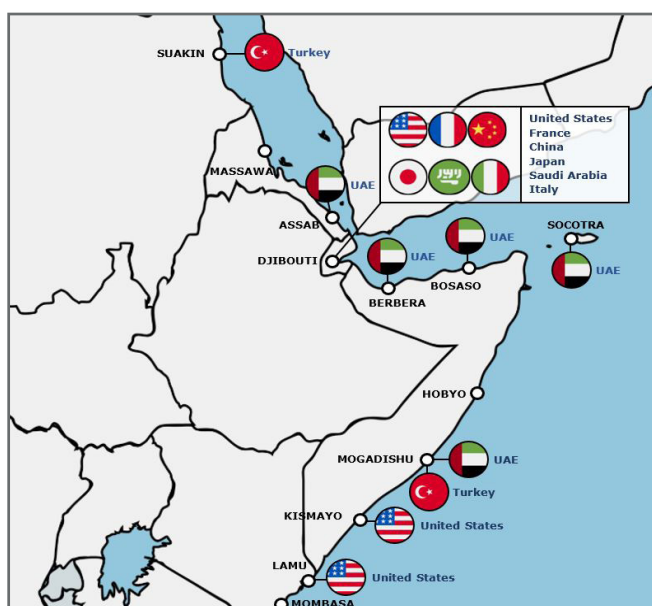 SUAKIN
Turkey
United States
France
China
Japan
Saudi Arabia
Italy
MASSAWA
UAE
ASSAB
DJIBOUTI
UAE
BERBERA
UAE
BOSASO
SOCOTRA
UAE
HOBYO
MOGADISHU
UAE
Turkey
KISMAYO
United States
LAMU
United States
MOMBASA